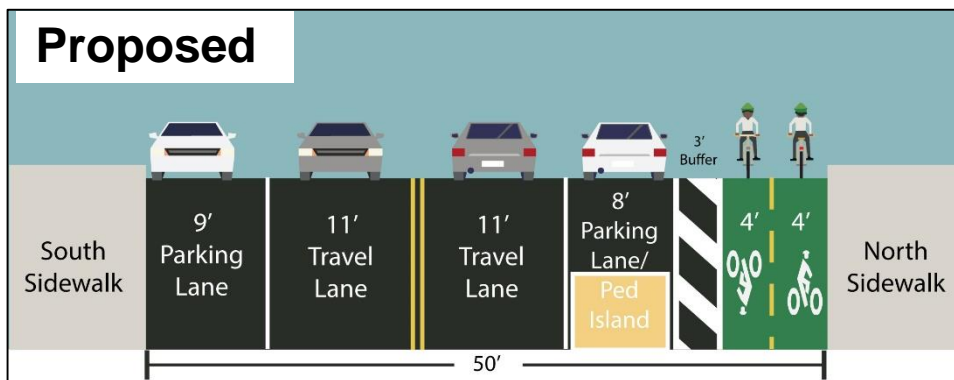 Proposed
3’
Buffer
South
Sidewalk
9’
Parking
Lane
11’
Travel
Lane
11’
Travel
Lane
8’
Parking
Lane/
Ped
Island
4’
4’
North
Sidewalk
50’